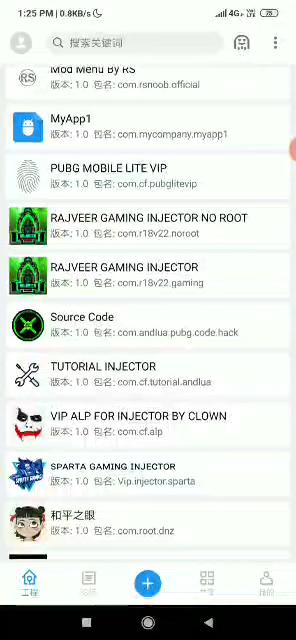 1:25 PM | 0.8KB/s
4G
25
搜索关键词
Mod Menu By RS
RS
版本: 1.0 包名: com.rsnoob.official
MyApp1
版本: 1.0 包名: com.mycompany.myapp1
PUBG MOBILE LITE VIP
版本: 1.0 包名: com.cf.pubglitevip
RAJVEER GAMING INJECTOR NO ROOT
版本: 1.0 包名: com.r18v22.noroot
RAJVEER GAMING INJECTOR
版本: 1.0 包名: com.r18v22.gaming
Source Code
版本: 1.0 包名: com.andlua.pubg.code.hack
TUTORIAL INJECTOR
版本: 1.0 包名: com.cf.tutorial.andlua
VIP ALP FOR INJECTOR BY CLOWN
版本: 1.0 包名: com.cf.alp
SPARTA GAMING INJECTOR
版本: 1.0 包名: Vip.injector.sparta
和平之眼
版本: 1.0 包名: com.root.dnz
工程
我的